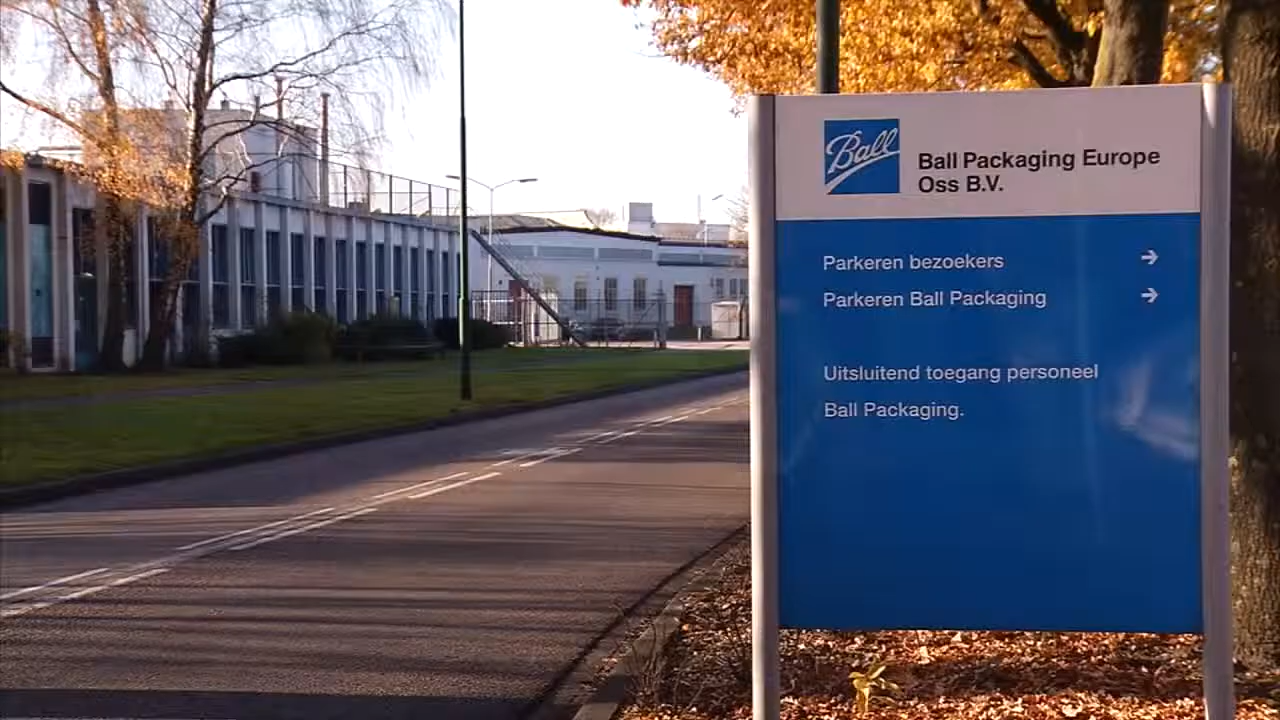 Ball
Ball Packaging Europe
Oss B.V.
Parkeren bezoekers →
Parkeren Ball Packaging →
Uitsluitend toegang personeel
Ball Packaging.